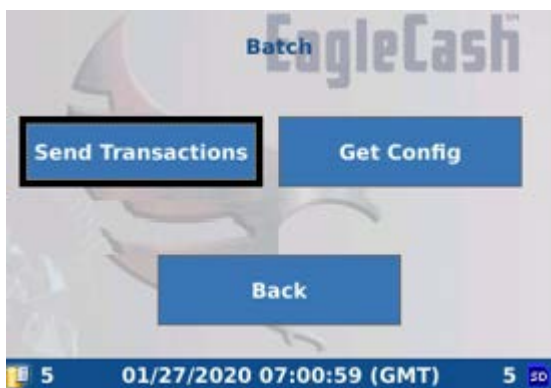 Batch
EagleCash
Send Transactions Get Config
Back
5 01/27/2020 07:00:59 (GMT) 5 SD